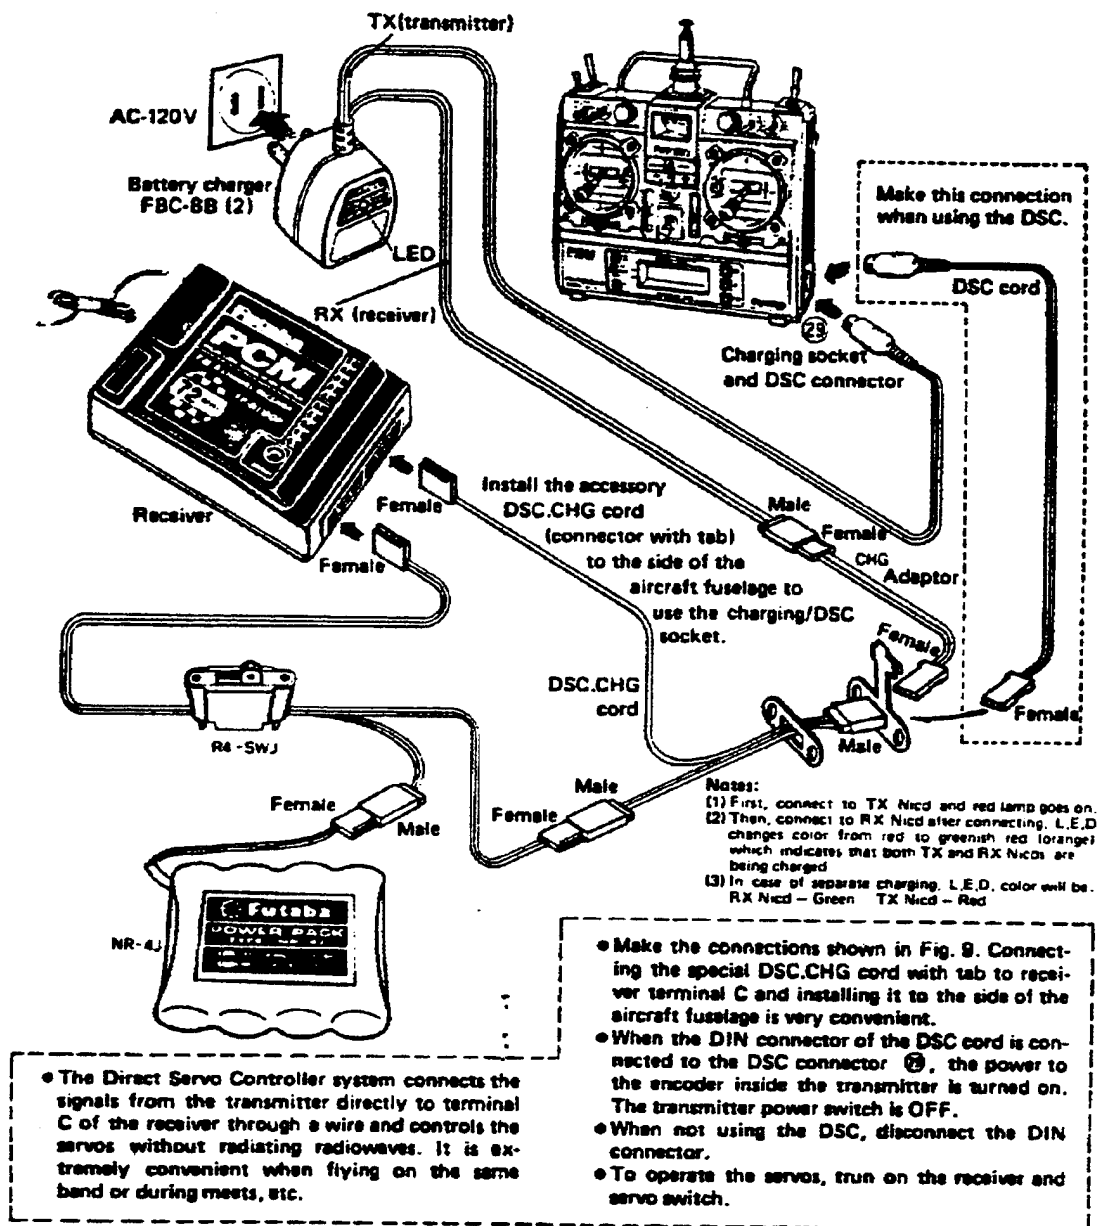 TX(transmitter)
AC-120V
Battery charger
FBC-8B (2)
LED
RX (receiver)
Make this connection
when using the DSC.
DSC cord
29
Charging socket
and DSC connector
PCM
72
Receiver
Female
Female
Install the accessory
DSC.CHG cord
(connector with tab)
to the side of the
aircraft fuselage to
use the charging/DSC
socket.
Male
Female
CHG
Adaptor
Female
Female
Male
DSC.CHG
cord
R4-SWJ
Female
Male
Female
Male
NR-4J
Futaba
POWER PACK
Notes:
(1) First, connect to TX Nicd and red lamp goes on.
(2) Then, connect to RX Nicd after connecting, L,E,D
changes color from red to greenish red (orange)
which indicates that both TX and RX Nicds are
being charged
(3) In case of separate charging, L,E,D, color will be.
RX Nicd – Green TX Nicd – Red
● Make the connections shown in Fig. 9. Connect-
ing the special DSC.CHG cord with tab to recei-
ver terminal C and installing it to the side of the
aircraft fuselage is very convenient.
● When the DIN connector of the DSC cord is con-
nected to the DSC connector 29, the power to
the encoder inside the transmitter is turned on.
The transmitter power switch is OFF.
● When not using the DSC, disconnect the DIN
connector.
● To operate the servos, trun on the receiver and
servo switch.
● The Direct Servo Controller system connects the
signals from the transmitter directly to terminal
C of the receiver through a wire and controls the
servos without radiating radiowaves. It is ex-
tremely convenient when flying on the same
band or during meets, etc.